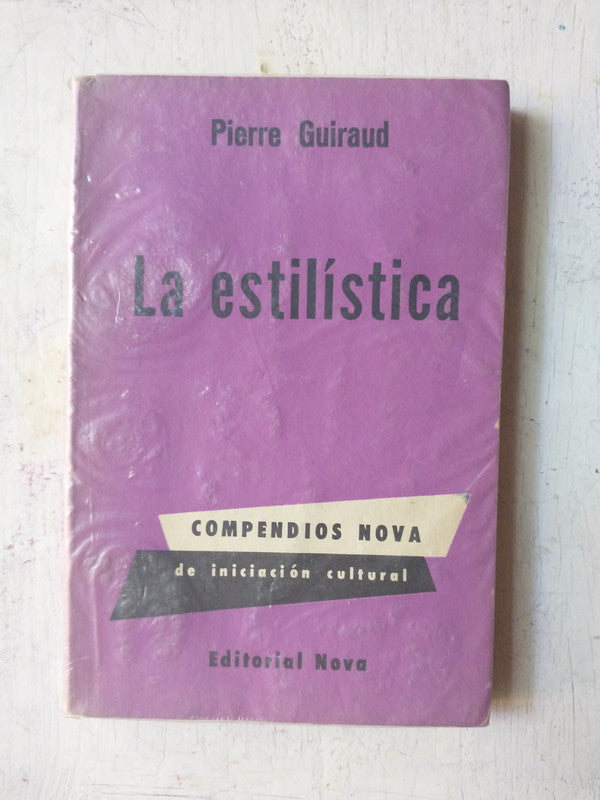 Pierre Guiraud
La estilística
COMPENDIOS NOVA
de iniciación cultural
Editorial Nova